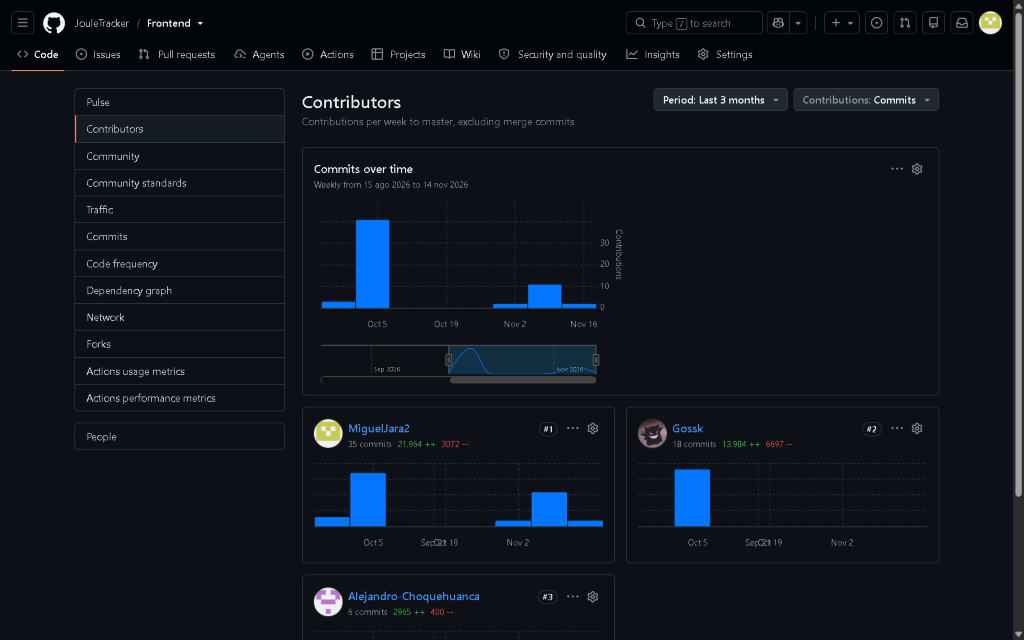 JouleTracker / Frontend
Type / to search
Code
Issues
Pull requests
Agents
Actions
Projects
Wiki
Security and quality
Insights
Settings
Pulse
Contributors
Community
Community standards
Traffic
Commits
Code frequency
Dependency graph
Network
Forks
Actions usage metrics
Actions performance metrics
People
Contributors
Contributions per week to master, excluding merge commits
Period: Last 3 months
Contributions: Commits
Commits over time
Weekly from 15 ago 2026 to 14 nov 2026
30
20
10
0
Contributions
Oct 5
Oct 19
Nov 2
Nov 16
Sep 2026
Nov 2026
MiguelJara2
#1
35 commits 21.964 ++ 3072 --
Oct 5
Oct 19
Nov 2
Gossk
#2
18 commits 13.984 ++ 6697 --
Oct 5
Oct 19
Nov 2
Alejandro-Choquehuanca
#3
6 commits 2965 ++ 400 --